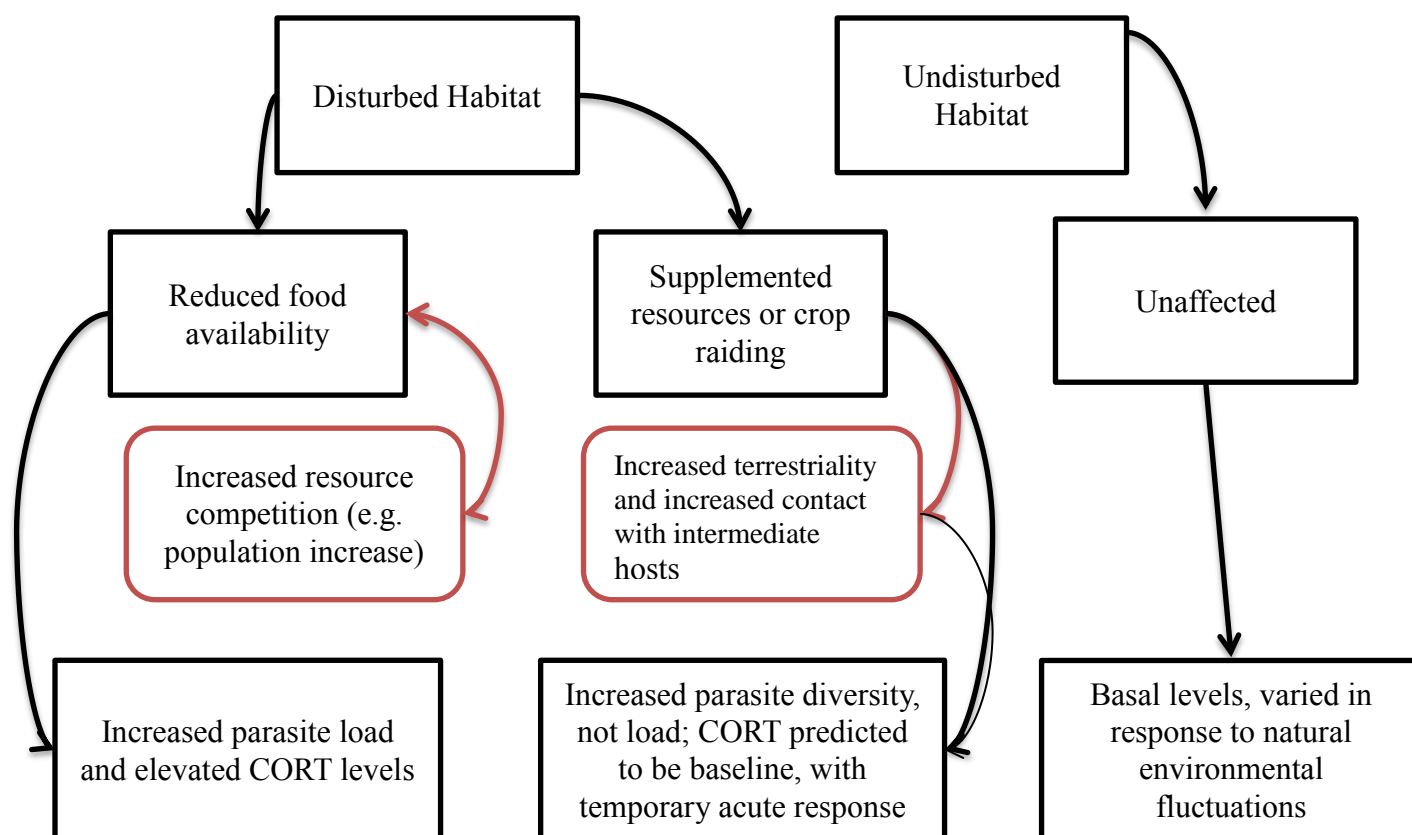 Disturbed Habitat
Undisturbed
Habitat
Reduced food
availability
Supplemented
resources or crop
raiding
Unaffected
Increased resource
competition (e.g.
population increase)
Increased terrestriality
and increased contact
with intermediate
hosts
Increased parasite load
and elevated CORT levels
Increased parasite diversity,
not load; CORT predicted
to be baseline, with
temporary acute response
Basal levels, varied in
response to natural
environmental
fluctuations